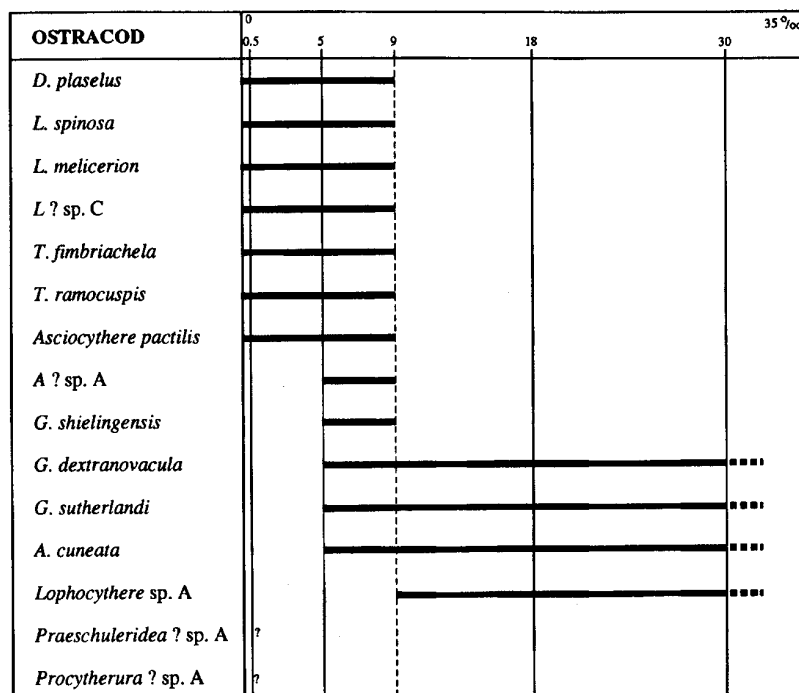 0 35 ‰
OSTRACOD
0.5 5 9 18 30
D. plaselus
L. spinosa
L. melicerion
L ? sp. C
T. fimbriachela
T. ramocuspis
Asciocythere pactilis
A ? sp. A
G. shielingensis
G. dextranovacula
G. sutherlandi
A. cuneata
Lophocythere sp. A
Praeschuleridea ? sp. A ?
Procytherura ? sp. A ?